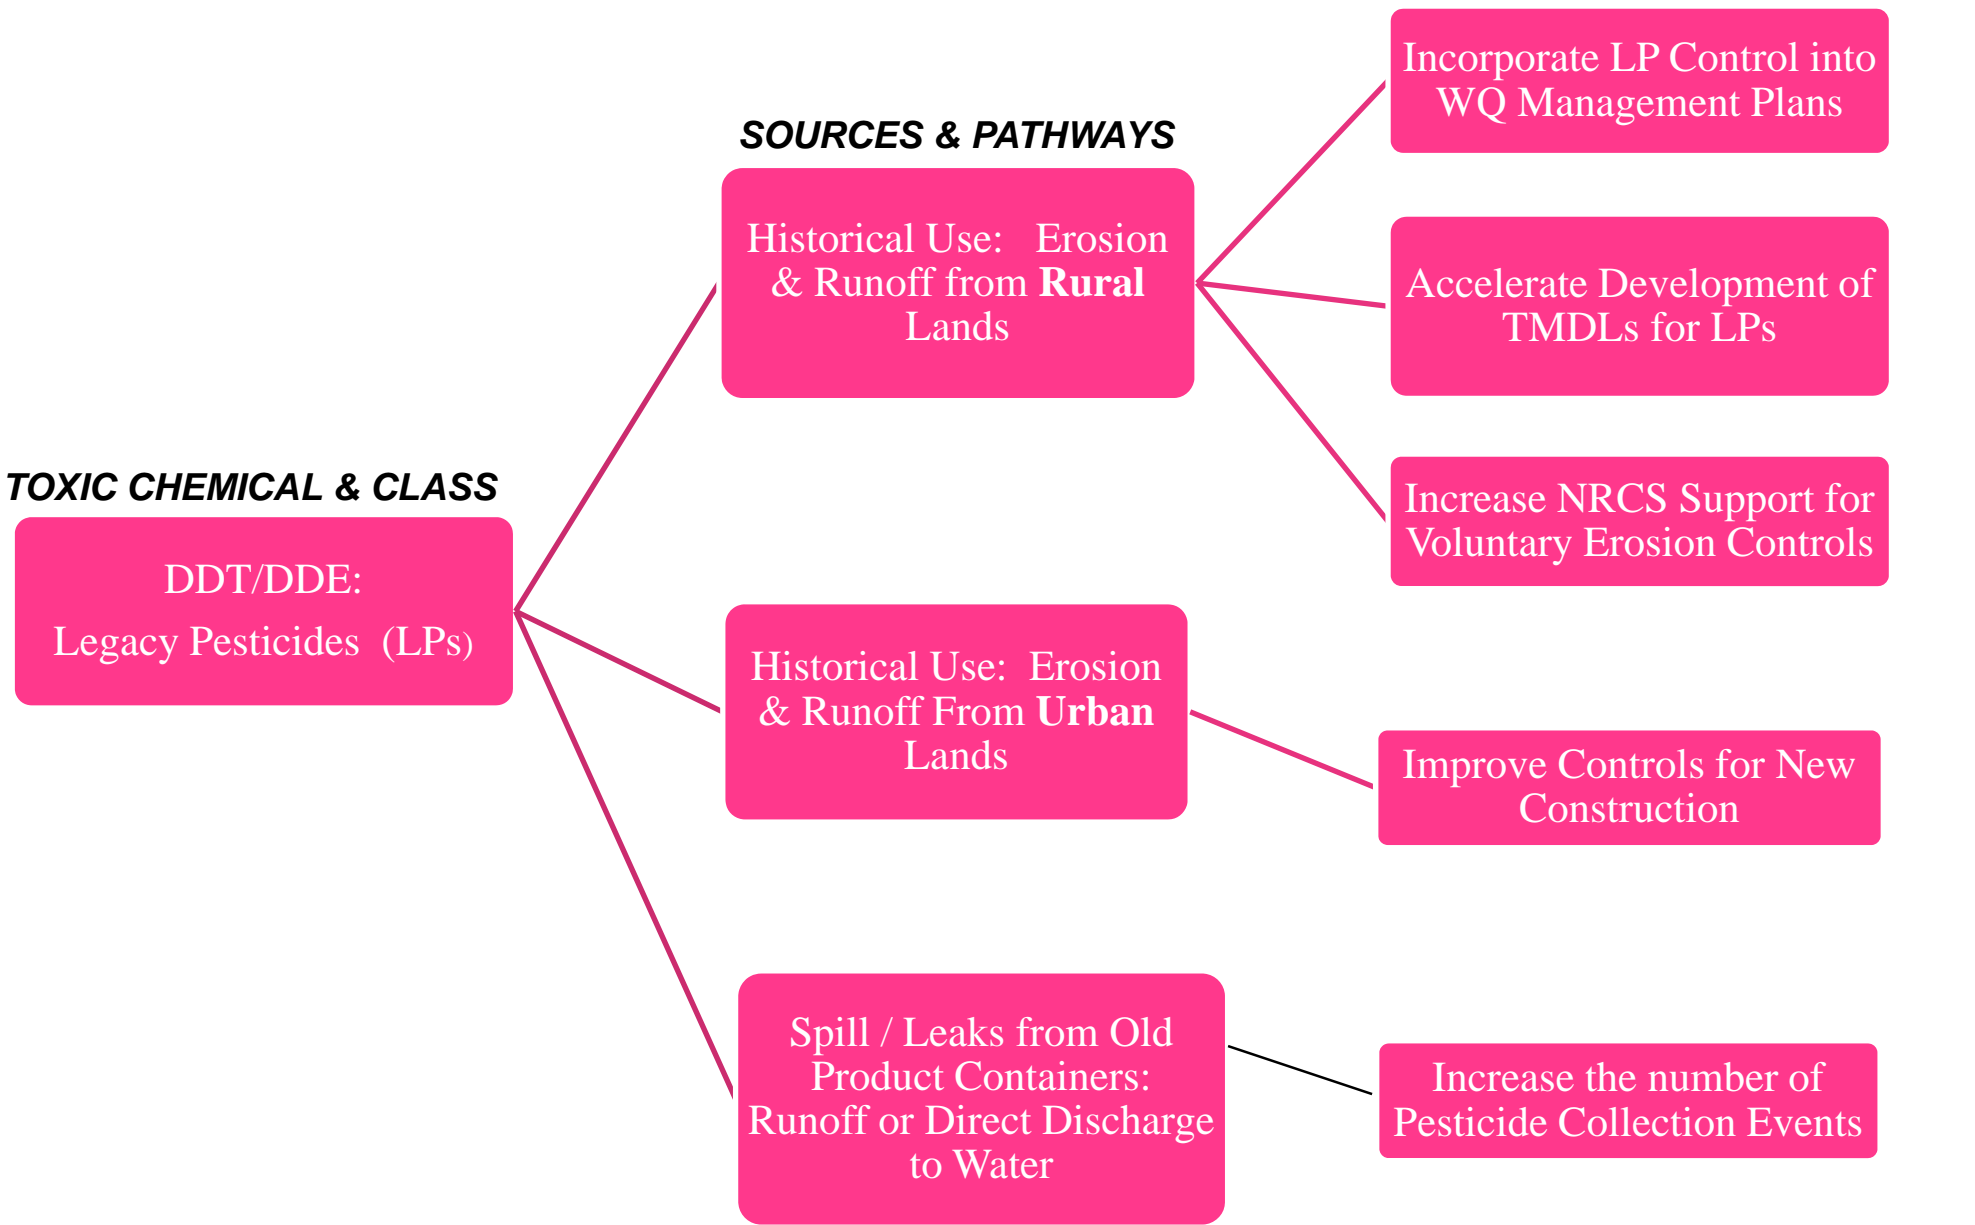 TOXIC CHEMICAL & CLASS
DDT/DDE:
Legacy Pesticides (LPs)
SOURCES & PATHWAYS
Historical Use: Erosion
& Runoff from Rural
Lands
Historical Use: Erosion
& Runoff From Urban
Lands
Spill / Leaks from Old
Product Containers:
Runoff or Direct Discharge
to Water
Incorporate LP Control into
WQ Management Plans
Accelerate Development of
TMDLs for LPs
Increase NRCS Support for
Voluntary Erosion Controls
Improve Controls for New
Construction
Increase the number of
Pesticide Collection Events